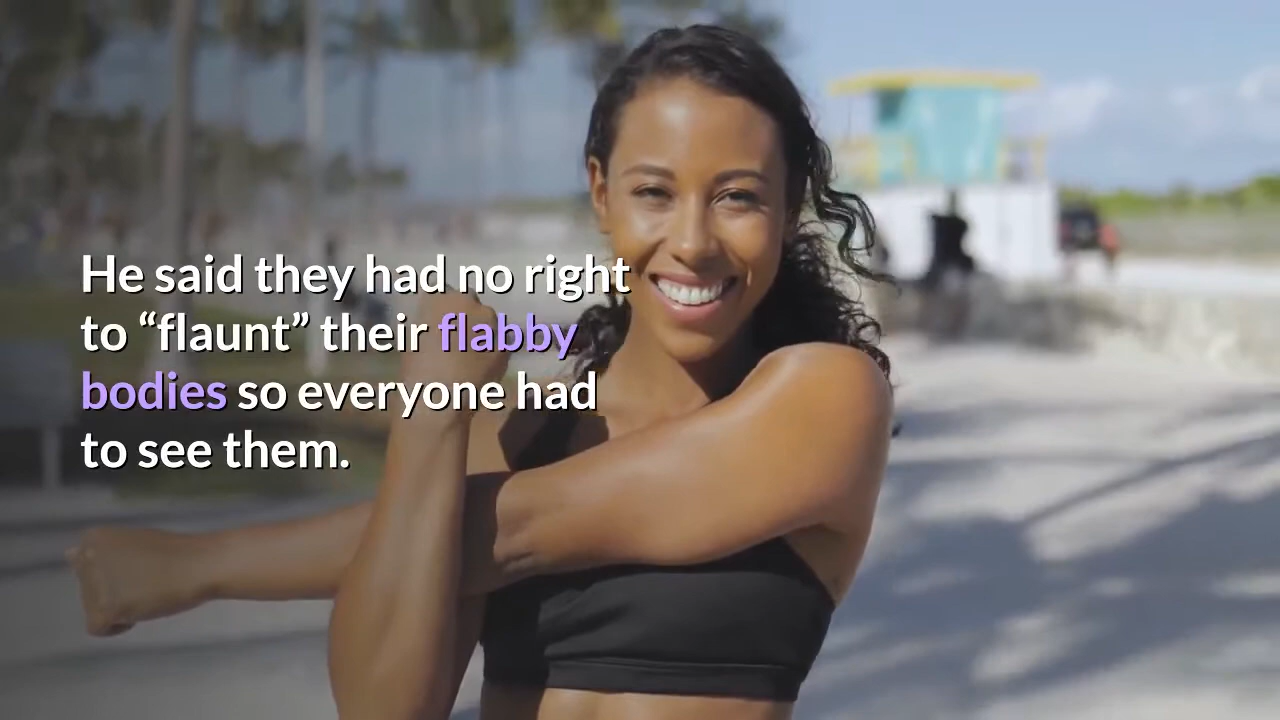 He said they had no right
to “flaunt” their flabby
bodies so everyone had
to see them.